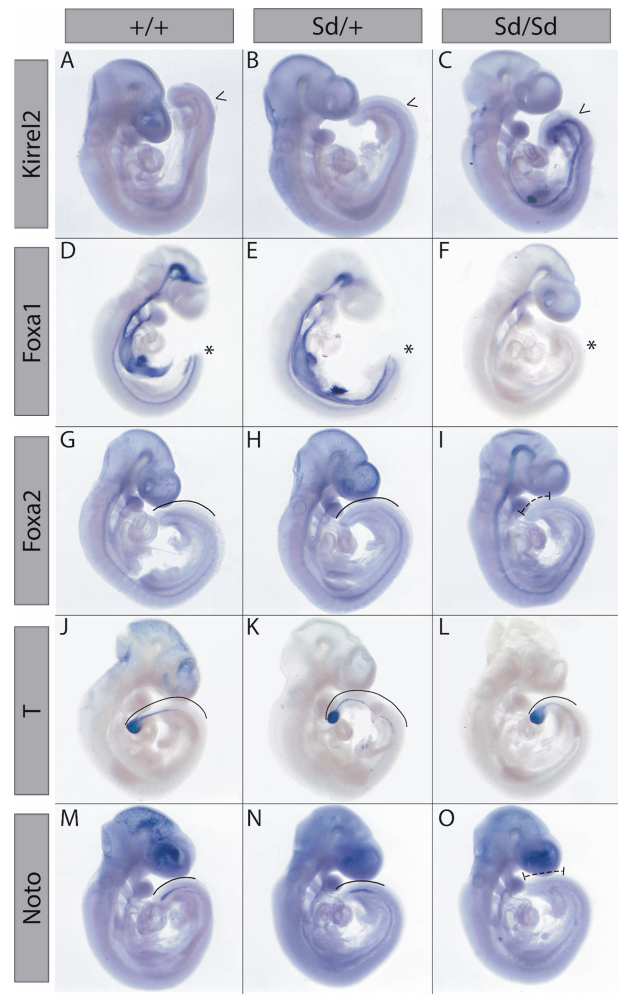 +/+ Sd/+ Sd/Sd
Kirrel2
A B C
< < <
Foxa1
D E F
* * *
Foxa2
G H I
T
J K L
Noto
M N O